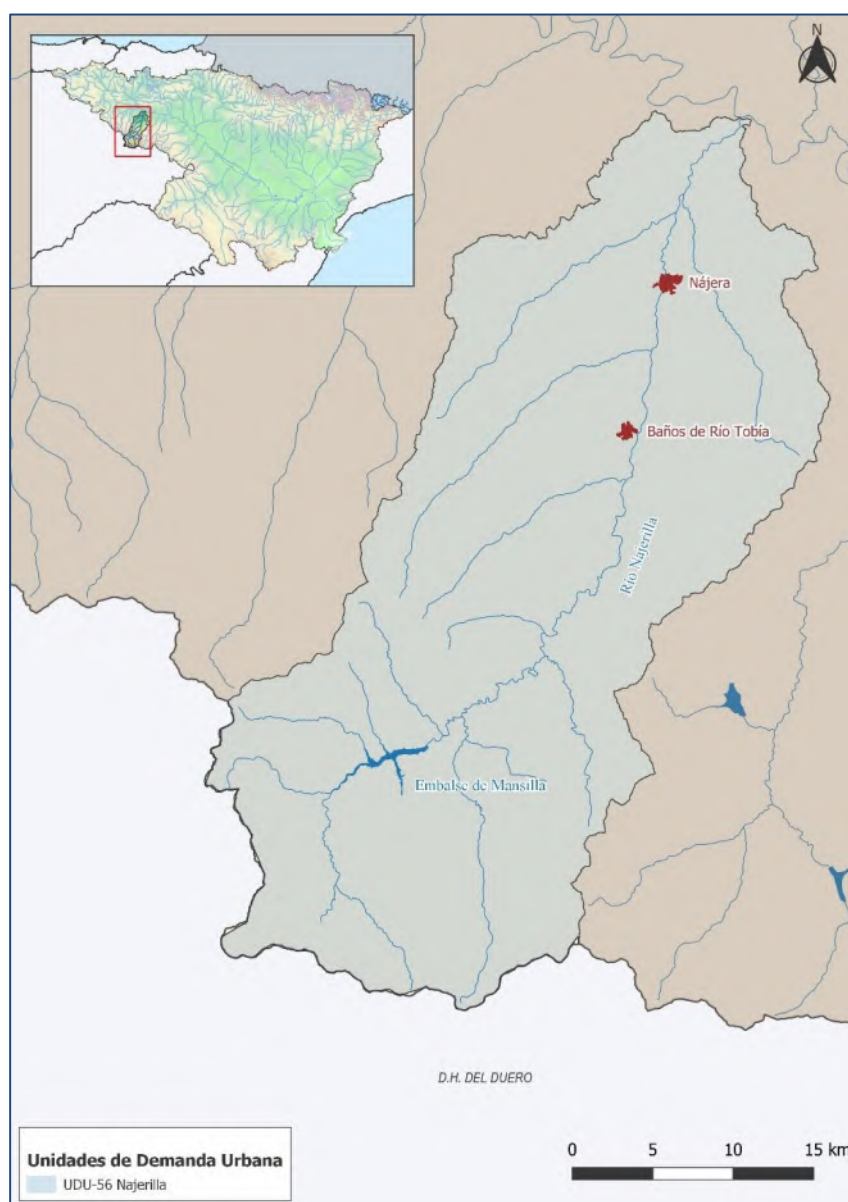 N
Nájera
Baños de Río Tobía
Río Najerilla
Embalse de Mansilla
D.H. DEL DUERO
Unidades de Demanda Urbana
UDU-56 Najerilla
0 5 10 15 km